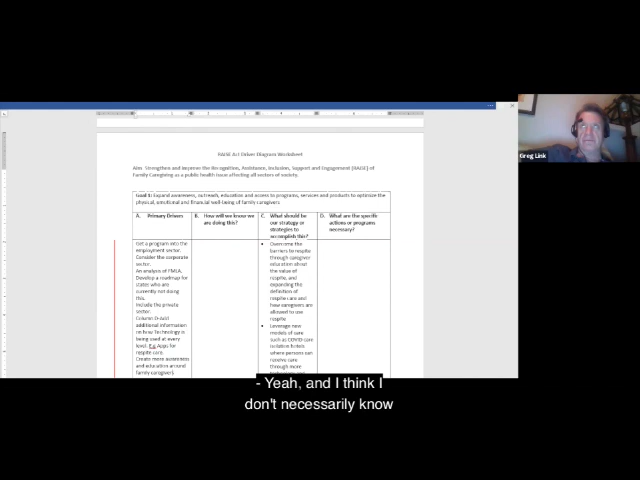 RAISE Act Driver Diagram Worksheet
Aim: Strengthen and Improve the Recognition, Assistance, Inclusion, Support and Engagement (RAISE) of
Family Caregiving as a public health issue affecting all sectors of society.
Goal 1: Expand awareness, outreach, education and access to programs, services and products to optimize the
physical, emotional and financial well-being of family caregivers
A. Primary Drivers
B. How will we know we
are doing this?
C. What should be
our strategy or
strategies to
accomplish this?
D. What are the specific
actions or programs
necessary?
Get a program into the
employment sector.
Consider the corporate
sector.
An analysis of FMLA.
Develop a roadmap for
states who are
currently not doing
this.
Include the private
sector.
Column D-Add
additional information
on how Technology is
being used at every
level. E.g Apps for
respite care.
Create more awareness
and education around
family caregivers
• Overcome the
barriers to respite
through caregiver
education about
the value of
respite, and
expanding the
definition of
respite care and
how caregivers are
allowed to use
respite
• Leverage new
models of care
such as COVID care
isolation hotels
where persons can
receive care
through more
Greg Link
- Yeah, and I think I
don't necessarily know